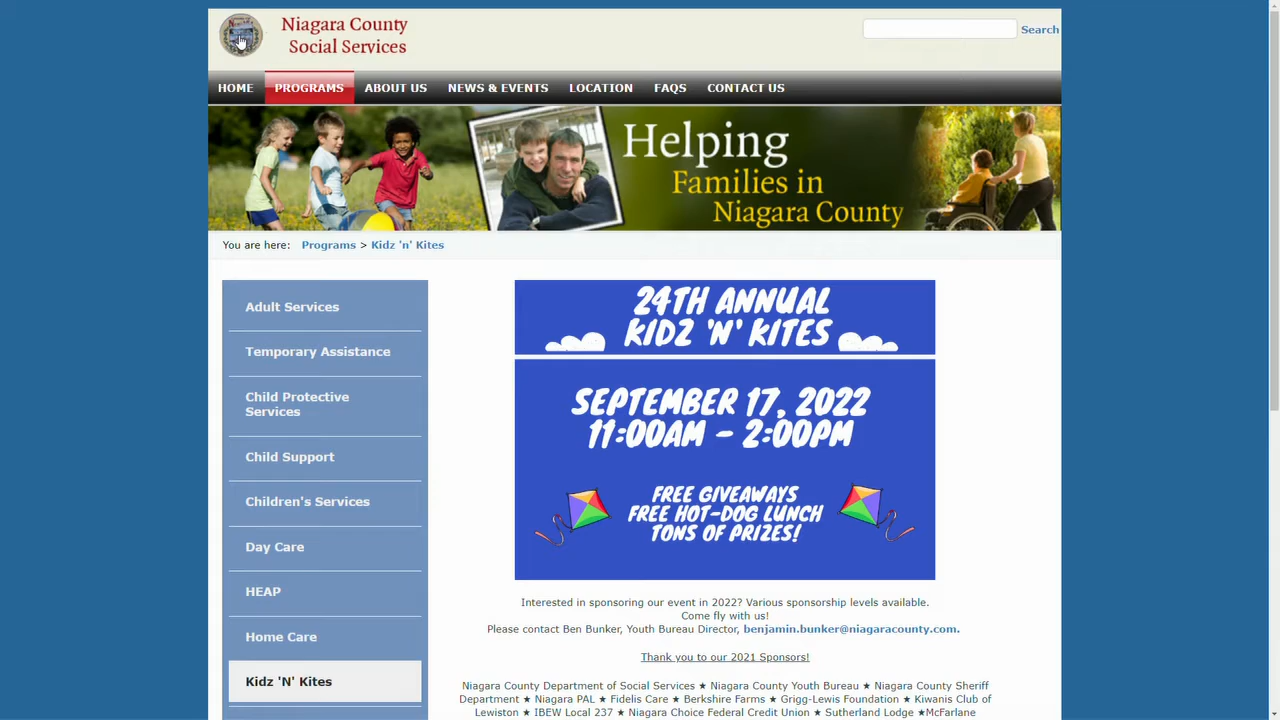 Niagara County
Social Services
Search
HOME PROGRAMS ABOUT US NEWS & EVENTS LOCATION FAQS CONTACT US
Helping
Families in
Niagara County
You are here: Programs > Kidz 'n' Kites
Adult Services
Temporary Assistance
Child Protective
Services
Child Support
Children's Services
Day Care
HEAP
Home Care
Kidz 'N' Kites
24TH ANNUAL
KIDZ 'N' KITES
SEPTEMBER 17, 2022
11:00AM - 2:00PM
FREE GIVEAWAYS
FREE HOT-DOG LUNCH
TONS OF PRIZES!
Interested in sponsoring our event in 2022? Various sponsorship levels available.
Come fly with us!
Please contact Ben Bunker, Youth Bureau Director, benjamin.bunker@niagaracounty.com.
Thank you to our 2021 Sponsors!
Niagara County Department of Social Services ★ Niagara County Youth Bureau ★ Niagara County Sheriff
Department ★ Niagara PAL ★ Fidelis Care ★ Berkshire Farms ★ Grigg-Lewis Foundation ★ Kiwanis Club of
Lewiston ★ IBEW Local 237 ★ Niagara Choice Federal Credit Union ★ Sutherland Lodge ★McFarlane